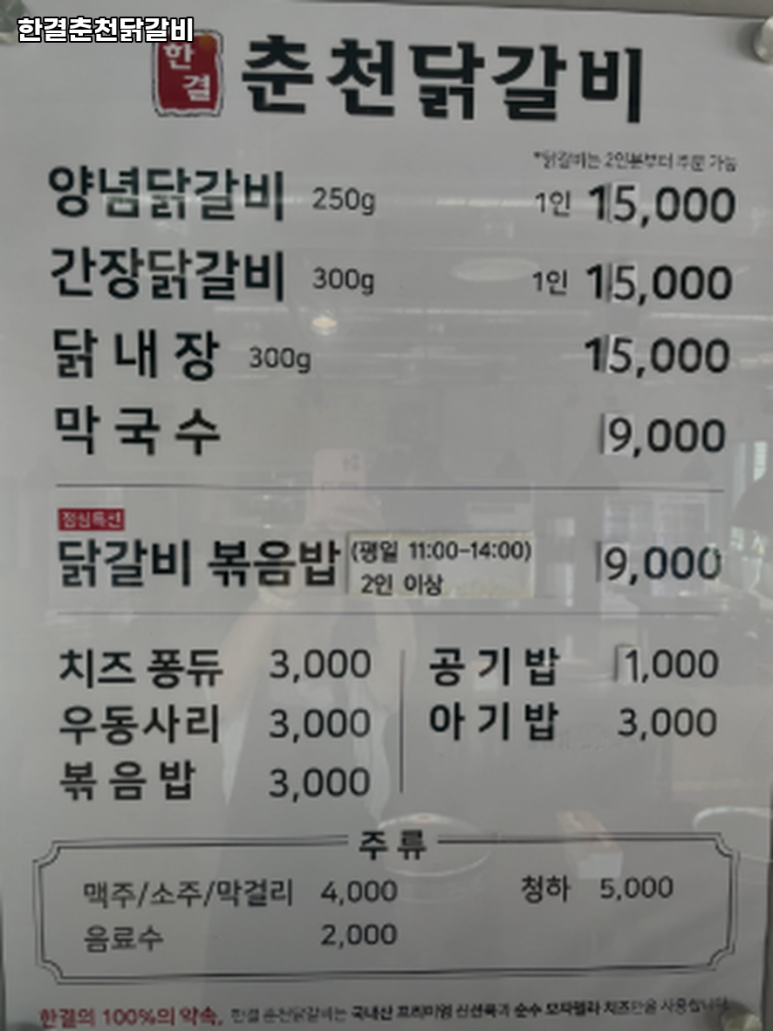 한결춘천닭갈비
한결 춘천닭갈비
*닭갈비는 2인분부터 주문 가능
양념닭갈비 250g 1인 15,000
간장닭갈비 300g 1인 15,000
닭내장 300g 15,000
막국수 9,000
점심특선
닭갈비 볶음밥 (평일 11:00-14:00) 9,000
2인 이상
치즈 퐁듀 3,000 공기밥 1,000
우동사리 3,000 아기밥 3,000
볶음밥 3,000
주류
맥주/소주/막걸리 4,000 청하 5,000
음료수 2,000
한결의 100%의 약속, 한결 춘천닭갈비는 국내산 프리미엄 신선육과 순수 모자렐라 치즈만을 사용합니다.